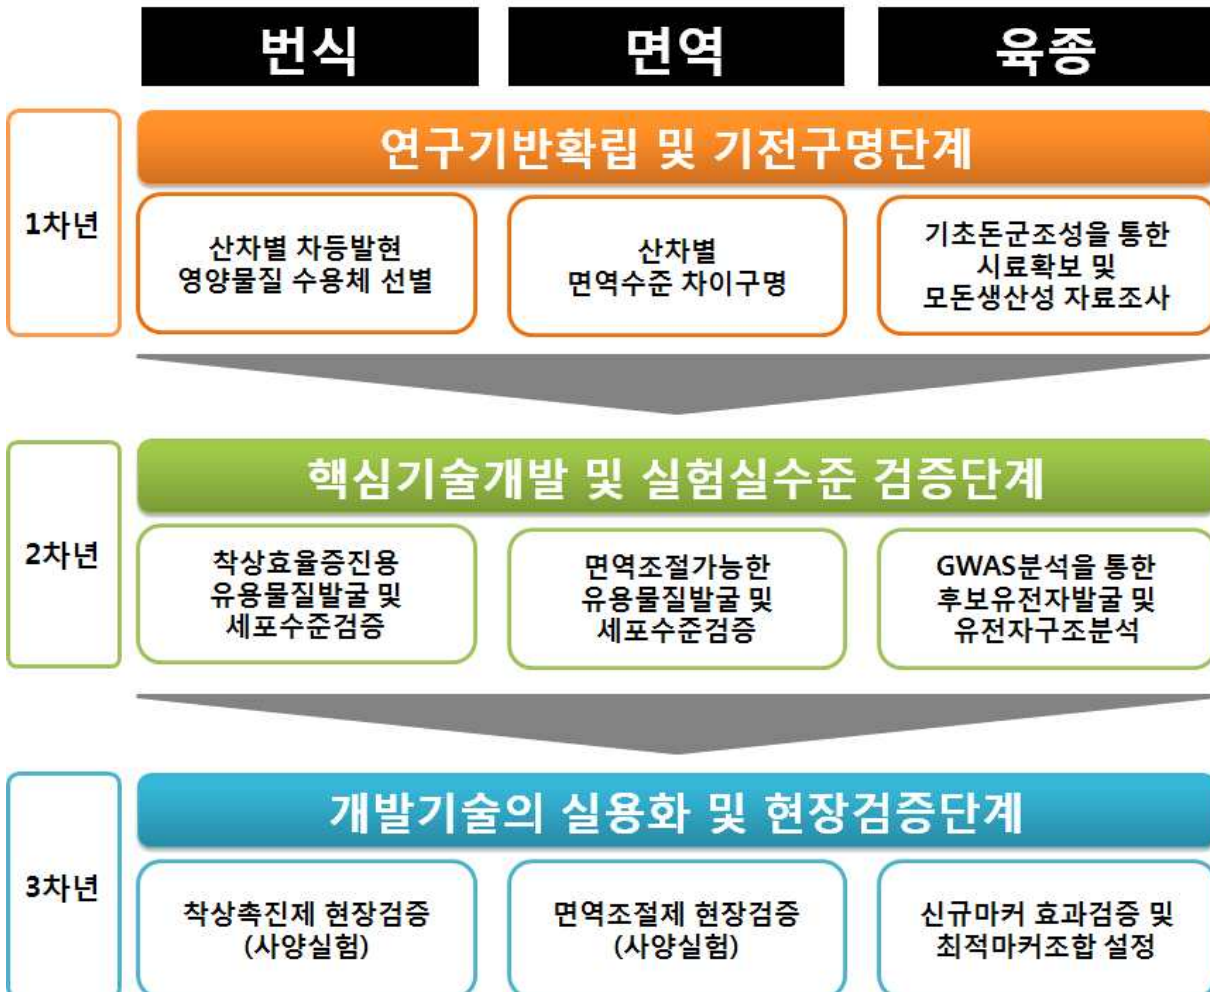 번식
면역
육종
1차년
연구기반확립 및 기전구명단계
산차별 차등발현
영양물질 수용체 선별
산차별
면역수준 차이구명
기초돈군조성을 통한
시료확보 및
모돈생산성 자료조사
2차년
핵심기술개발 및 실험실수준 검증단계
착상효율증진용
유용물질발굴 및
세포수준검증
면역조절가능한
유용물질발굴 및
세포수준검증
GWAS분석을 통한
후보유전자발굴 및
유전자구조분석
3차년
개발기술의 실용화 및 현장검증단계
착상촉진제 현장검증
(사양실험)
면역조절제 현장검증
(사양실험)
신규마커 효과검증 및
최적마커조합 설정